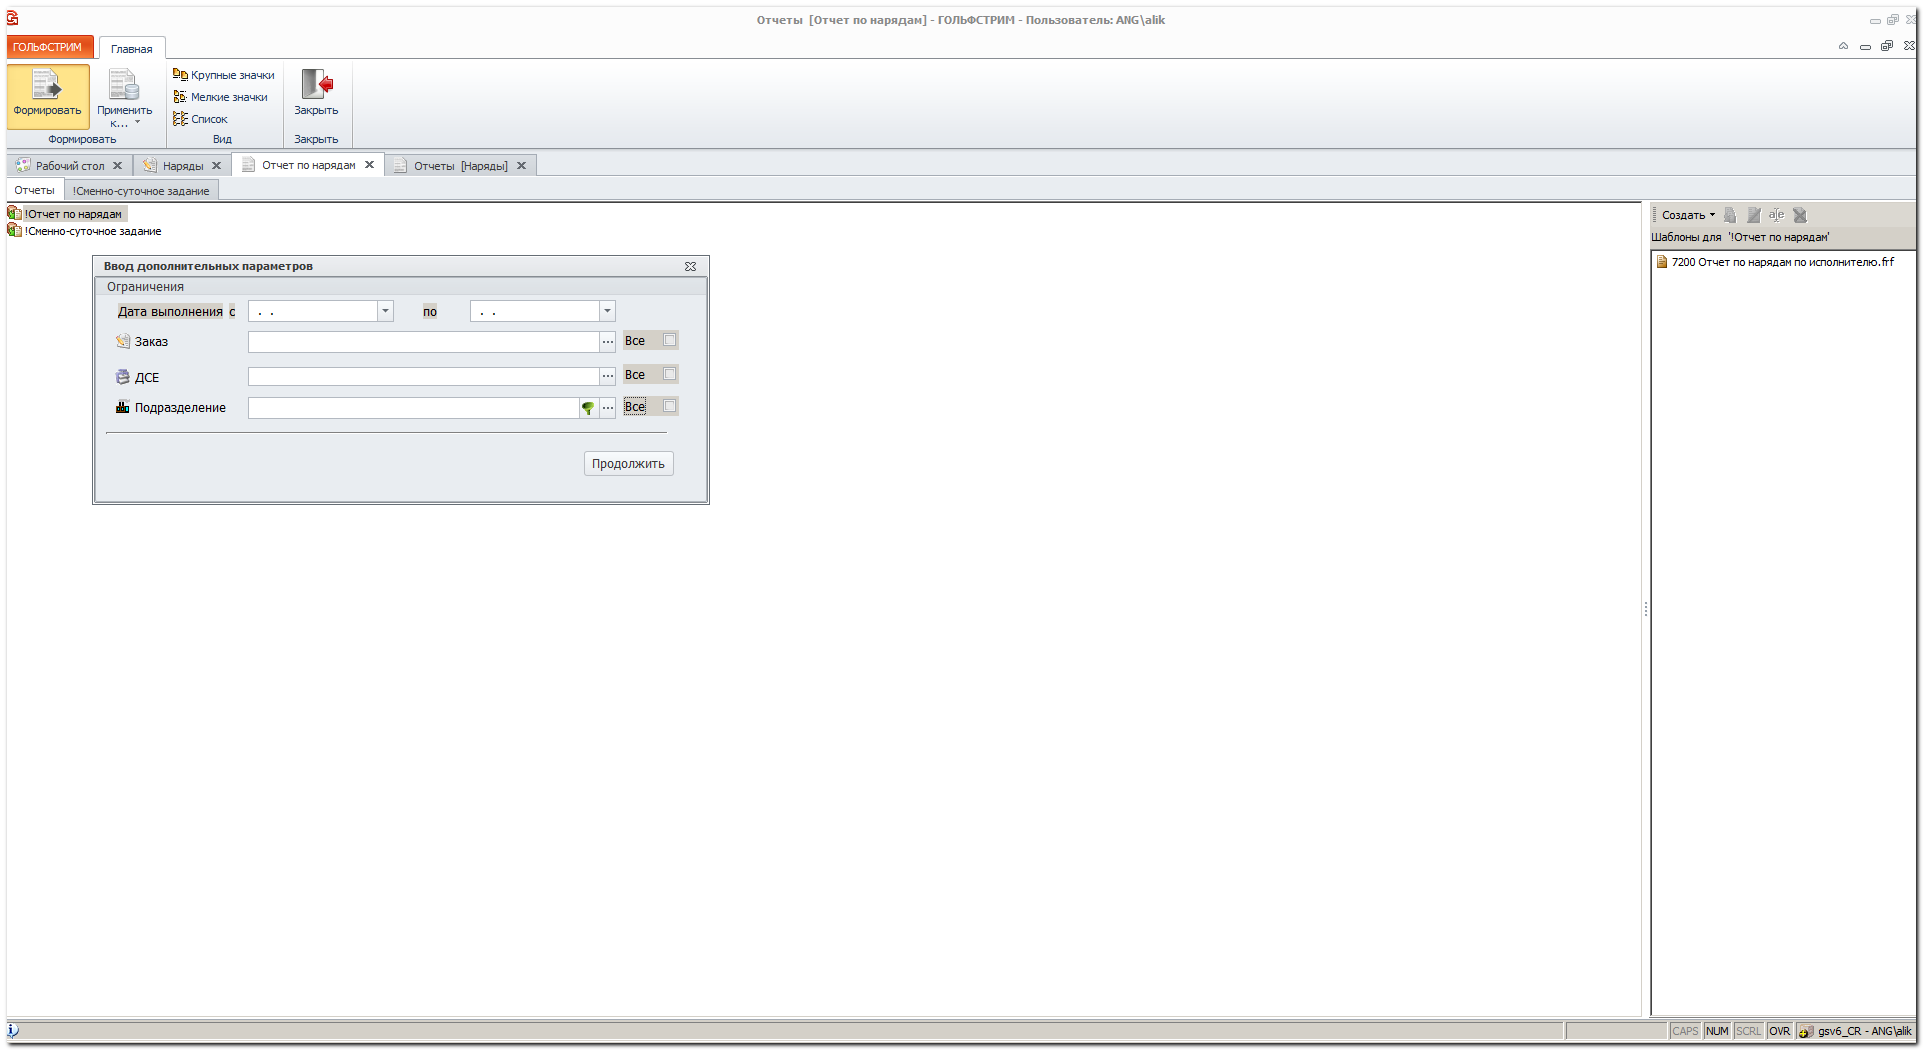 Отчеты [Отчет по нарядам] - ГОЛЬФСТРИМ - Пользователь: ANG\alik
ГОЛЬФСТРИМ
Главная
Формировать
Применить к...
Формировать
Крупные значки
Мелкие значки
Список
Вид
Закрыть
Закрыть
Рабочий стол
Наряды
Отчет по нарядам
Отчеты [Наряды]
Отчеты
!Сменно-суточное задание
!Отчет по нарядам
!Сменно-суточное задание
Ввод дополнительных параметров
Ограничения
Дата выполнения с . . по . .
Заказ ... Все
ДСЕ ... Все
Подразделение ... Все
Продолжить
Создать
a|e
Шаблоны для '!Отчет по нарядам'
7200 Отчет по нарядам по исполнителю.frf
CAPS NUM SCRL OVR gsv6_CR - ANG\alik